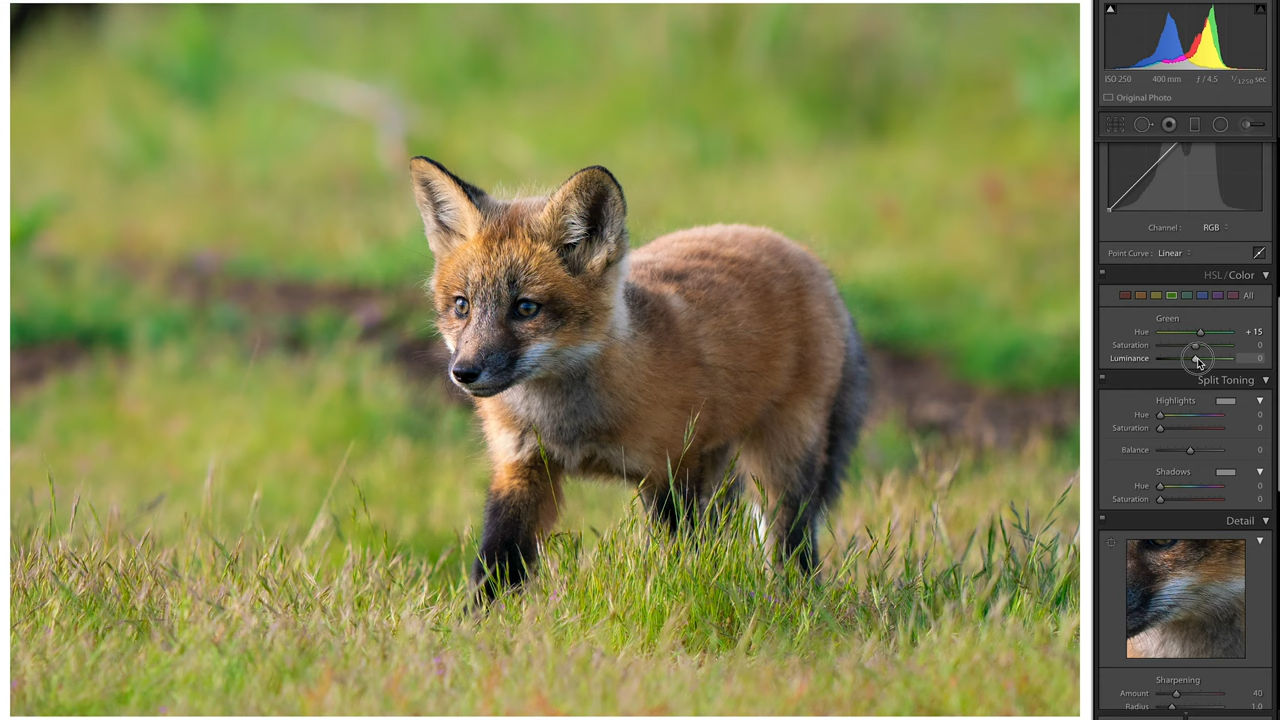 ISO 250 400 mm ƒ / 4.5 1/1250 sec
Original Photo
Channel : RGB
Point Curve : Linear
HSL / Color
All
Green
Hue + 15
Saturation 0
Luminance 0
Split Toning
Highlights
Hue 0
Saturation 0
Balance 0
Shadows
Hue 0
Saturation 0
Detail
Sharpening
Amount 40
Radius 1.0